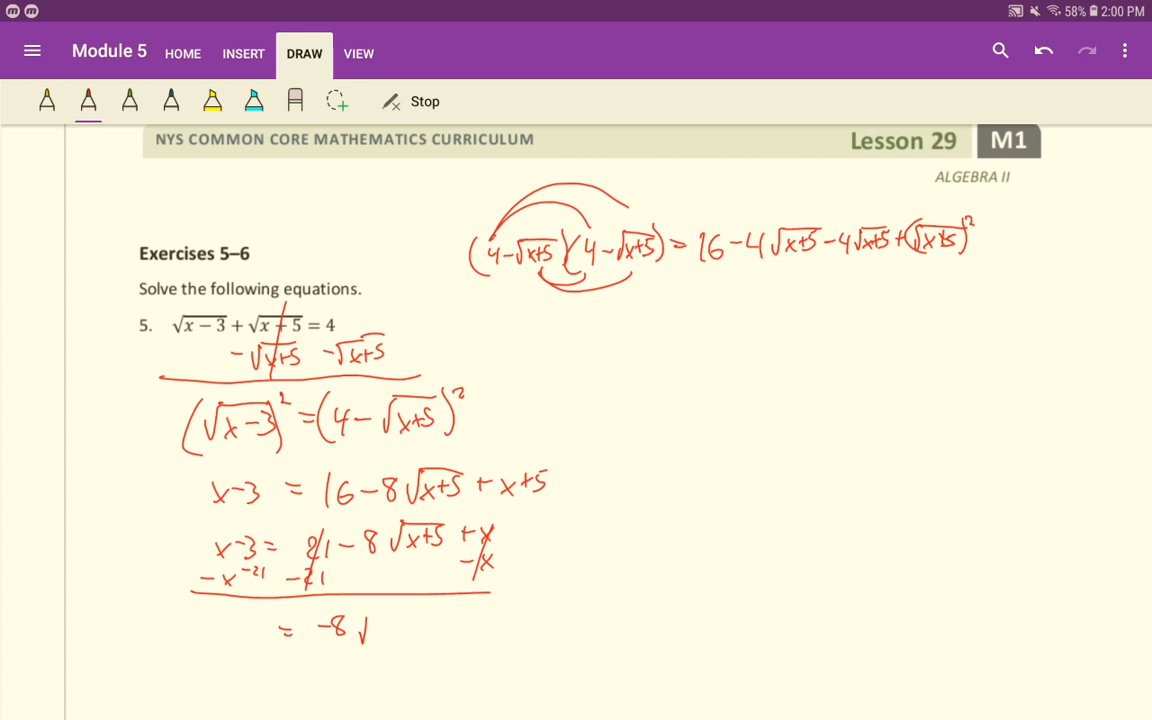 58% 2:00 PM
Module 5 HOME INSERT DRAW VIEW
Stop
NYS COMMON CORE MATHEMATICS CURRICULUM Lesson 29 M1
ALGEBRA II
(4-√x+5)(4-√x+5) = 16-4√x+5-4√x+5+(√x+5)²
Exercises 5–6
Solve the following equations.
5. √x − 3 + √x + 5 = 4
-√x+5 -√x+5
(√x-3)² = (4-√x+5)²
x-3 = 16-8√x+5+x+5
x-3 = 21-8√x+5+x
-x-21 -21 -x
= -8√